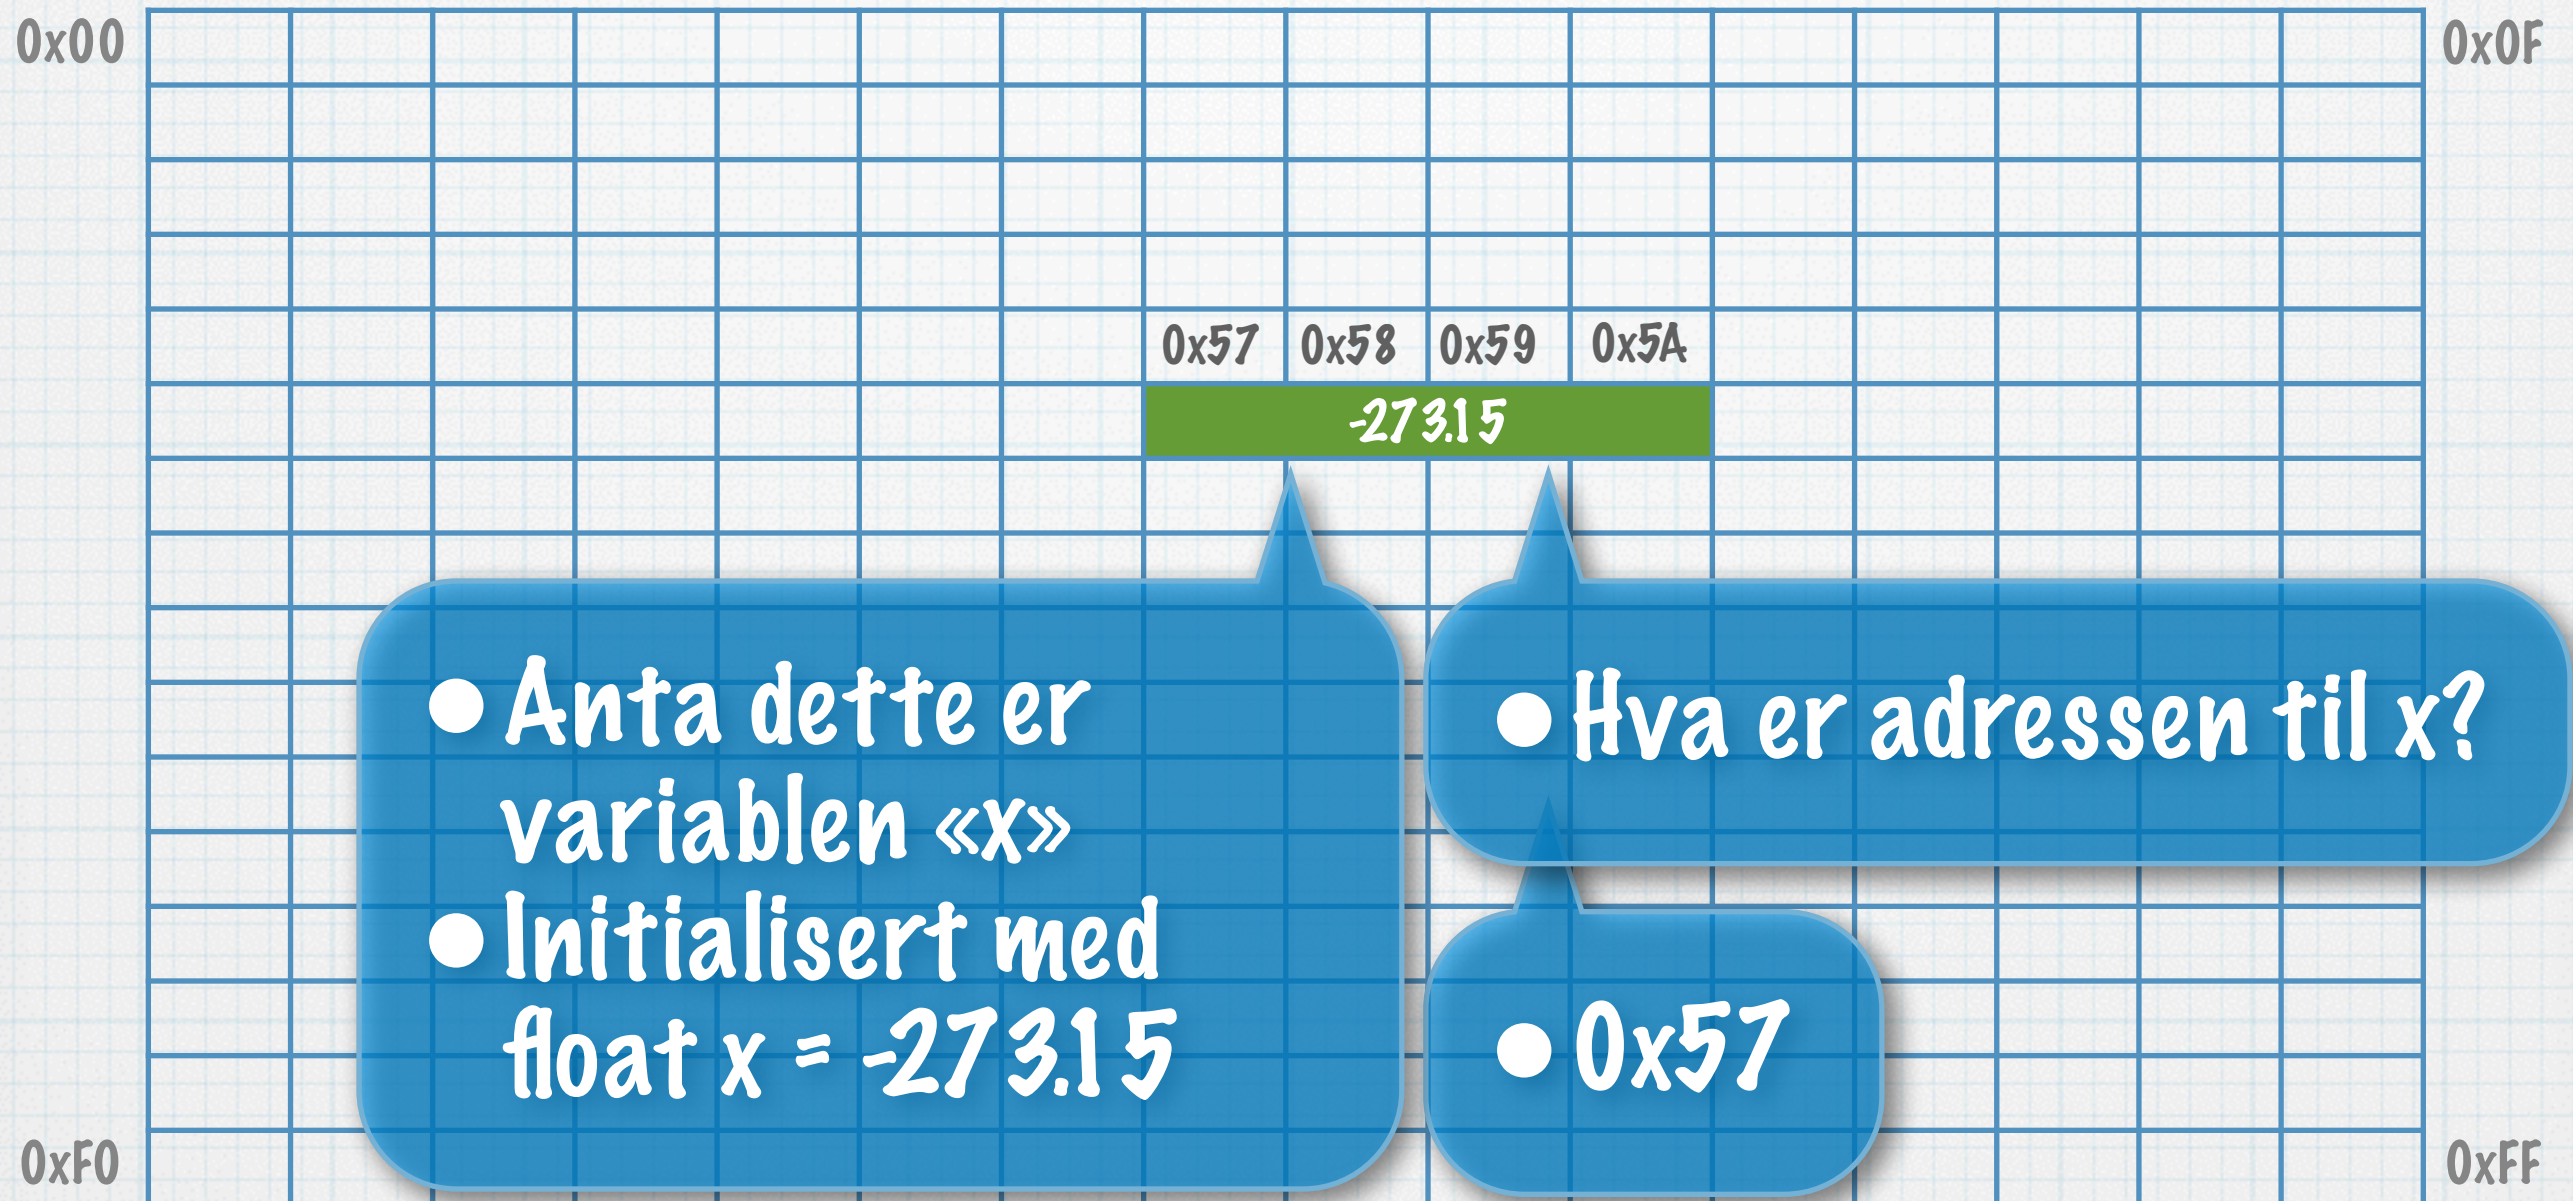 0x00
0x0F
0x57 0x58 0x59 0x5A
-273.15
• Anta dette er
variablen «x»
• Initialisert med
float x = -273.15
• Hva er adressen til x?
• 0x57
0xF0
0xFF